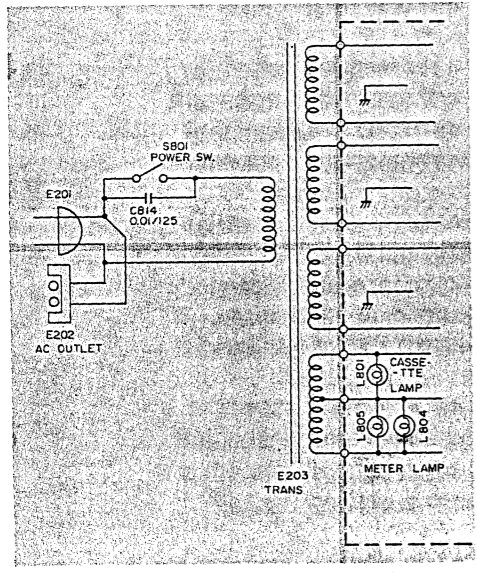 S801
POWER SW.
E201
C814
0.01/125
E202
AC OUTLET
L801
CASSE-
-TTE
LAMP
L805
L804
METER LAMP
E203
TRANS